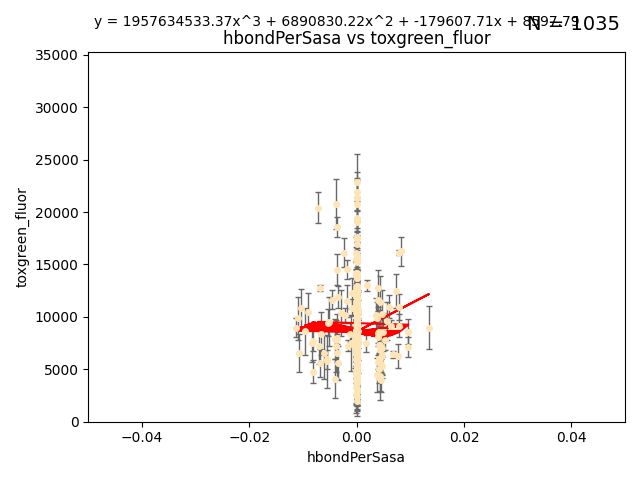 y = 1957634533.37x^3 + 6890830.22x^2 + -179607.71x + 8597.79
N = 1035
hbondPerSasa vs toxgreen_fluor
35000
30000
25000
20000
15000
10000
5000
0
toxgreen_fluor
−0.04
−0.02
0.00
0.02
0.04
hbondPerSasa